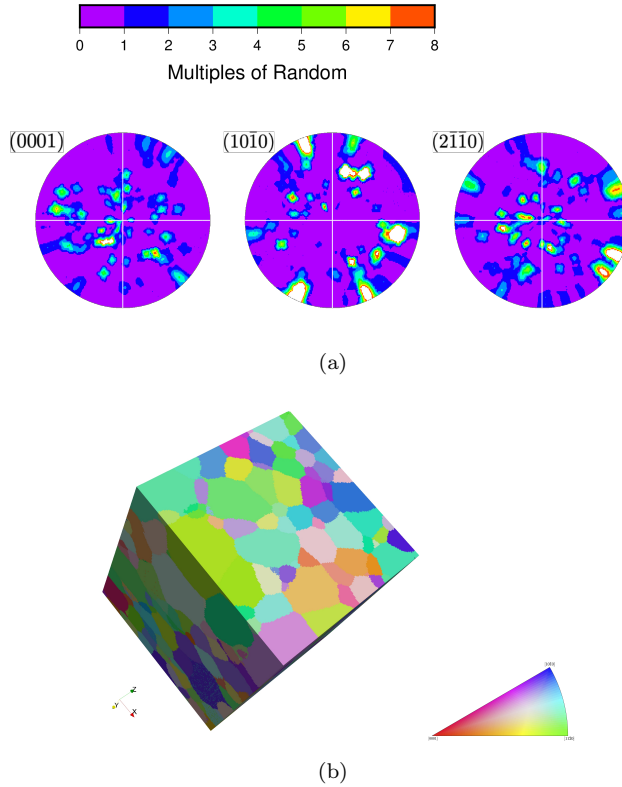 0 1 2 3 4 5 6 7 8
Multiples of Random
(0001) (101̄0) (21̄1̄0)
(a)
Z
Y
X
(b)